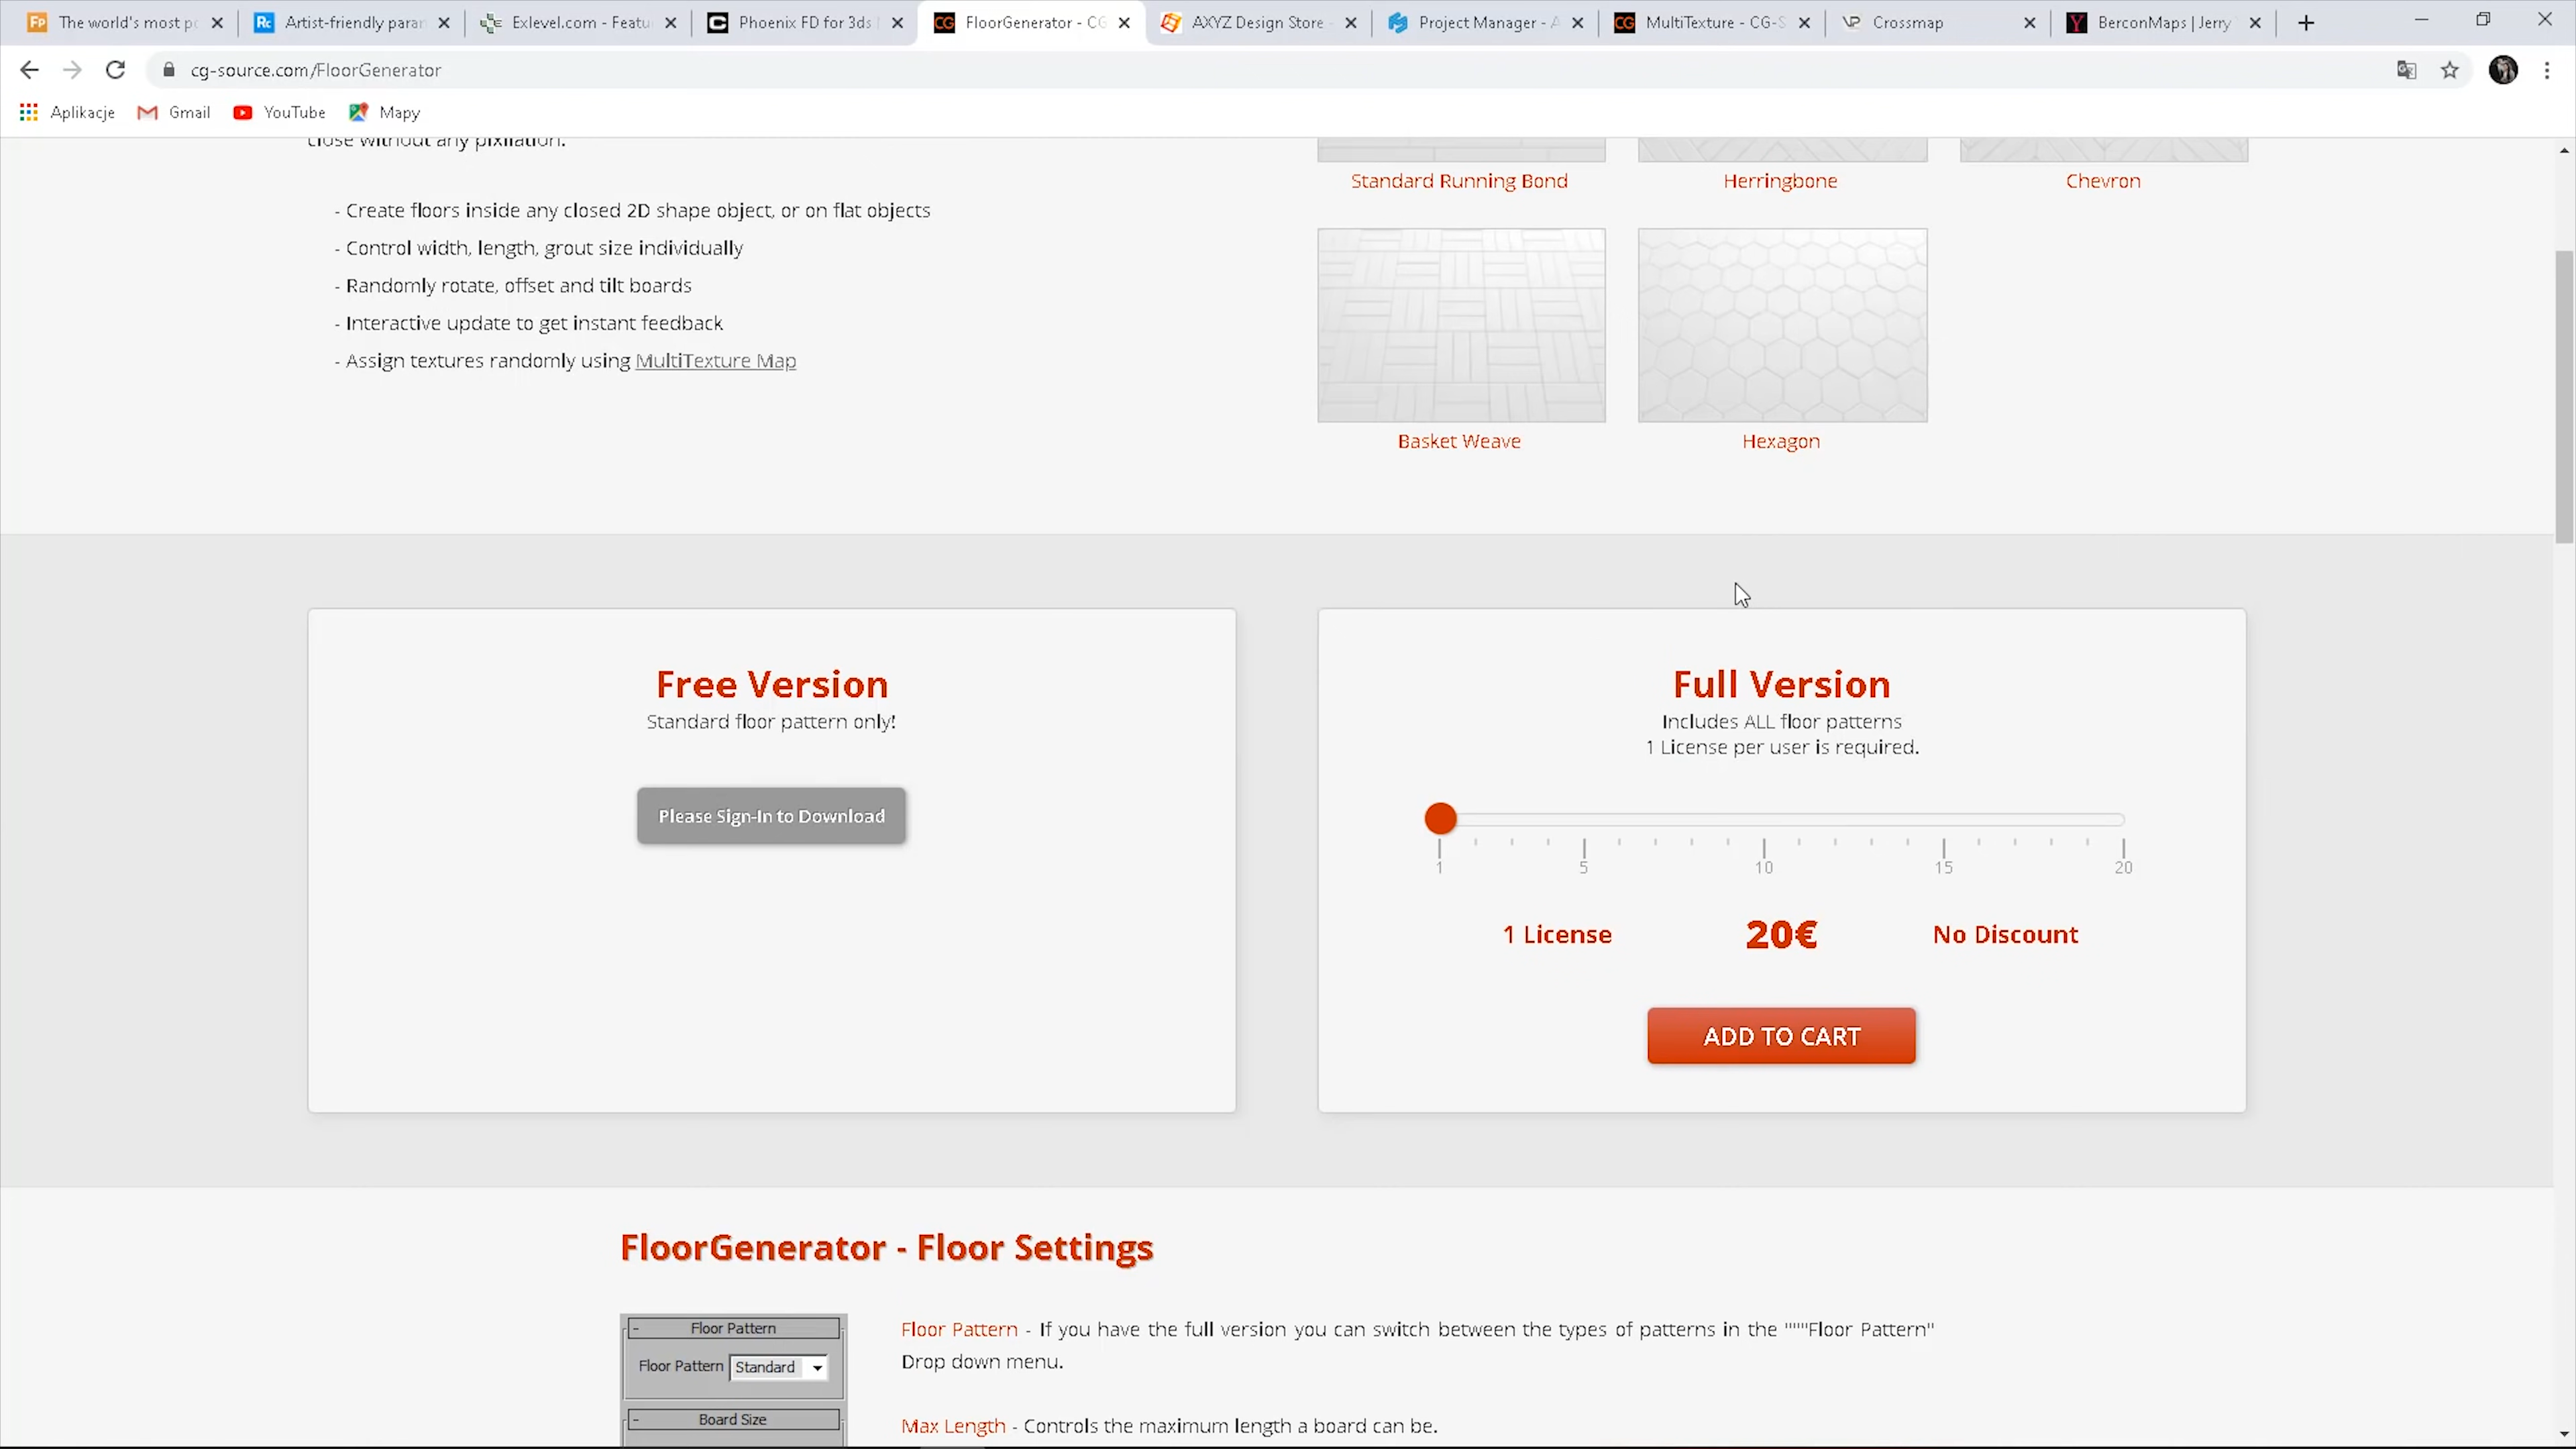 The world's most po
Artist-friendly paran
Exlevel.com - Featu
Phoenix FD for 3ds
FloorGenerator - CG
AXYZ Design Store -
Project Manager - A
MultiTexture - CG-S
Crossmap
BerconMaps | Jerry
cg-source.com/FloorGenerator
Aplikacje
Gmail
YouTube
Mapy
close without any pixilation.
- Create floors inside any closed 2D shape object, or on flat objects
- Control width, length, grout size individually
- Randomly rotate, offset and tilt boards
- Interactive update to get instant feedback
- Assign textures randomly using MultiTexture Map
Standard Running Bond
Herringbone
Chevron
Basket Weave
Hexagon
Free Version
Standard floor pattern only!
Please Sign-In to Download
Full Version
Includes ALL floor patterns
1 License per user is required.
1 5 10 15 20
1 License 20€ No Discount
ADD TO CART
FloorGenerator - Floor Settings
Floor Pattern
Floor Pattern Standard
Board Size
Floor Pattern - If you have the full version you can switch between the types of patterns in the """Floor Pattern"
Drop down menu.
Max Length - Controls the maximum length a board can be.